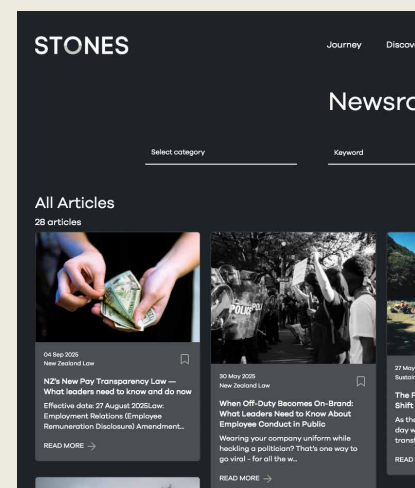 STONES
Journey
Discov
Newsro
Select category
Keyword
All Articles
28 articles
04 Sep 2025
New Zealand Law
NZ's New Pay Transparency Law —
What leaders need to know and do now
Effective date: 27 August 2025Law:
Employment Relations (Employee
Remuneration Disclosure) Amendment...
READ MORE →
POLICE
POLI
30 May 2025
New Zealand Law
When Off-Duty Becomes On-Brand:
What Leaders Need to Know About
Employee Conduct in Public
Wearing your company uniform while
heckling a politician? That's one way to
go viral - for all the w...
READ MORE →
27 May
Sustain
The F
Shift
As the
day w
transf
READ